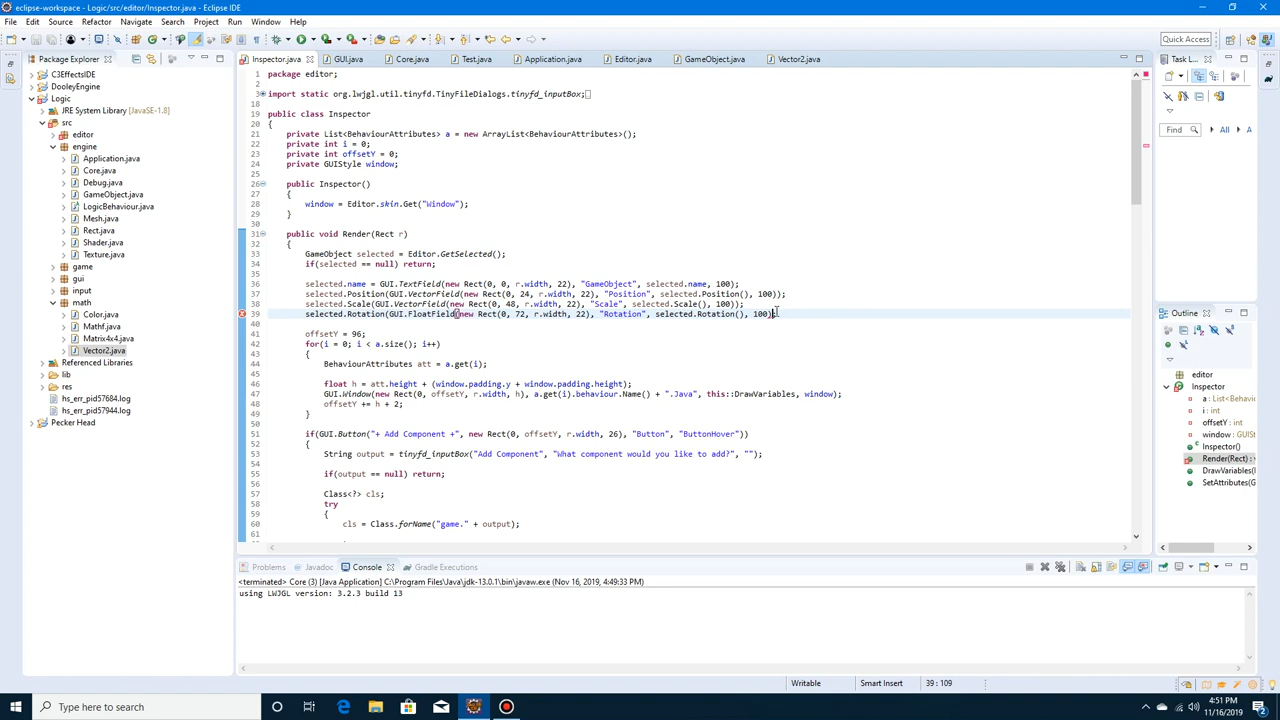 eclipse-workspace - Logic/src/editor/Inspector.java - Eclipse IDE
File Edit Source Refactor Navigate Search Project Run Window Help
Quick Access
Package Explorer
Inspector.java GUI.java Core.java Test.java Application.java Editor.java GameObject.java Vector2.java
Task L...
C3EffectsIDE
DooleyEngine
Logic
JRE System Library [JavaSE-1.8]
src
editor
engine
Application.java
Core.java
Debug.java
GameObject.java
LogicBehaviour.java
Mesh.java
Rect.java
Shader.java
Texture.java
game
gui
input
math
Color.java
Mathf.java
Matrix4x4.java
Vector2.java
Referenced Libraries
lib
res
hs_err_pid57684.log
hs_err_pid57944.log
Pecker Head
1 package editor;
2
3 import static org.lwjgl.util.tinyfd.TinyFileDialogs.tinyfd_inputBox;
18
19 public class Inspector
20 {
21 private List<BehaviourAttributes> a = new ArrayList<BehaviourAttributes>();
22 private int i = 0;
23 private int offsetY = 0;
24 private GUIStyle window;
25
26 public Inspector()
27 {
28 window = Editor.skin.Get("Window");
29 }
30
31 public void Render(Rect r)
32 {
33 GameObject selected = Editor.GetSelected();
34 if(selected == null) return;
35
36 selected.name = GUI.TextField(new Rect(0, 0, r.width, 22), "GameObject", selected.name, 100);
37 selected.Position(GUI.VectorField(new Rect(0, 24, r.width, 22), "Position", selected.Position(), 100));
38 selected.Scale(GUI.VectorField(new Rect(0, 48, r.width, 22), "Scale", selected.Scale(), 100));
39 selected.Rotation(GUI.FloatField(new Rect(0, 72, r.width, 22), "Rotation", selected.Rotation(), 100)
40
41 offsetY = 96;
42 for(i = 0; i < a.size(); i++)
43 {
44 BehaviourAttributes att = a.get(i);
45
46 float h = att.height + (window.padding.y + window.padding.height);
47 GUI.Window(new Rect(0, offsetY, r.width, h), a.get(i).behaviour.Name() + ".Java", this::DrawVariables, window);
48 offsetY += h + 2;
49 }
50
51 if(GUI.Button("+ Add Component +", new Rect(0, offsetY, r.width, 26), "Button", "ButtonHover"))
52 {
53 String output = tinyfd_inputBox("Add Component", "What component would you like to add?", "");
54
55 if(output == null) return;
56
57 Class<?> cls;
58 try
59 {
60 cls = Class.forName("game." + output);
61
Find All A
Outline
editor
Inspector
a : List<Behavio
i : int
offsetY : int
window : GUISt
Inspector()
Render(Rect) : v
DrawVariables(
SetAttributes(G
Problems Javadoc Console Gradle Executions
<terminated> Core (3) [Java Application] C:\Program Files\Java\jdk-13.0.1\bin\javaw.exe (Nov 16, 2019, 4:49:33 PM)
using LWJGL version: 3.2.3 build 13
Writable Smart Insert 39 : 109
Type here to search
4:51 PM
11/16/2019
2